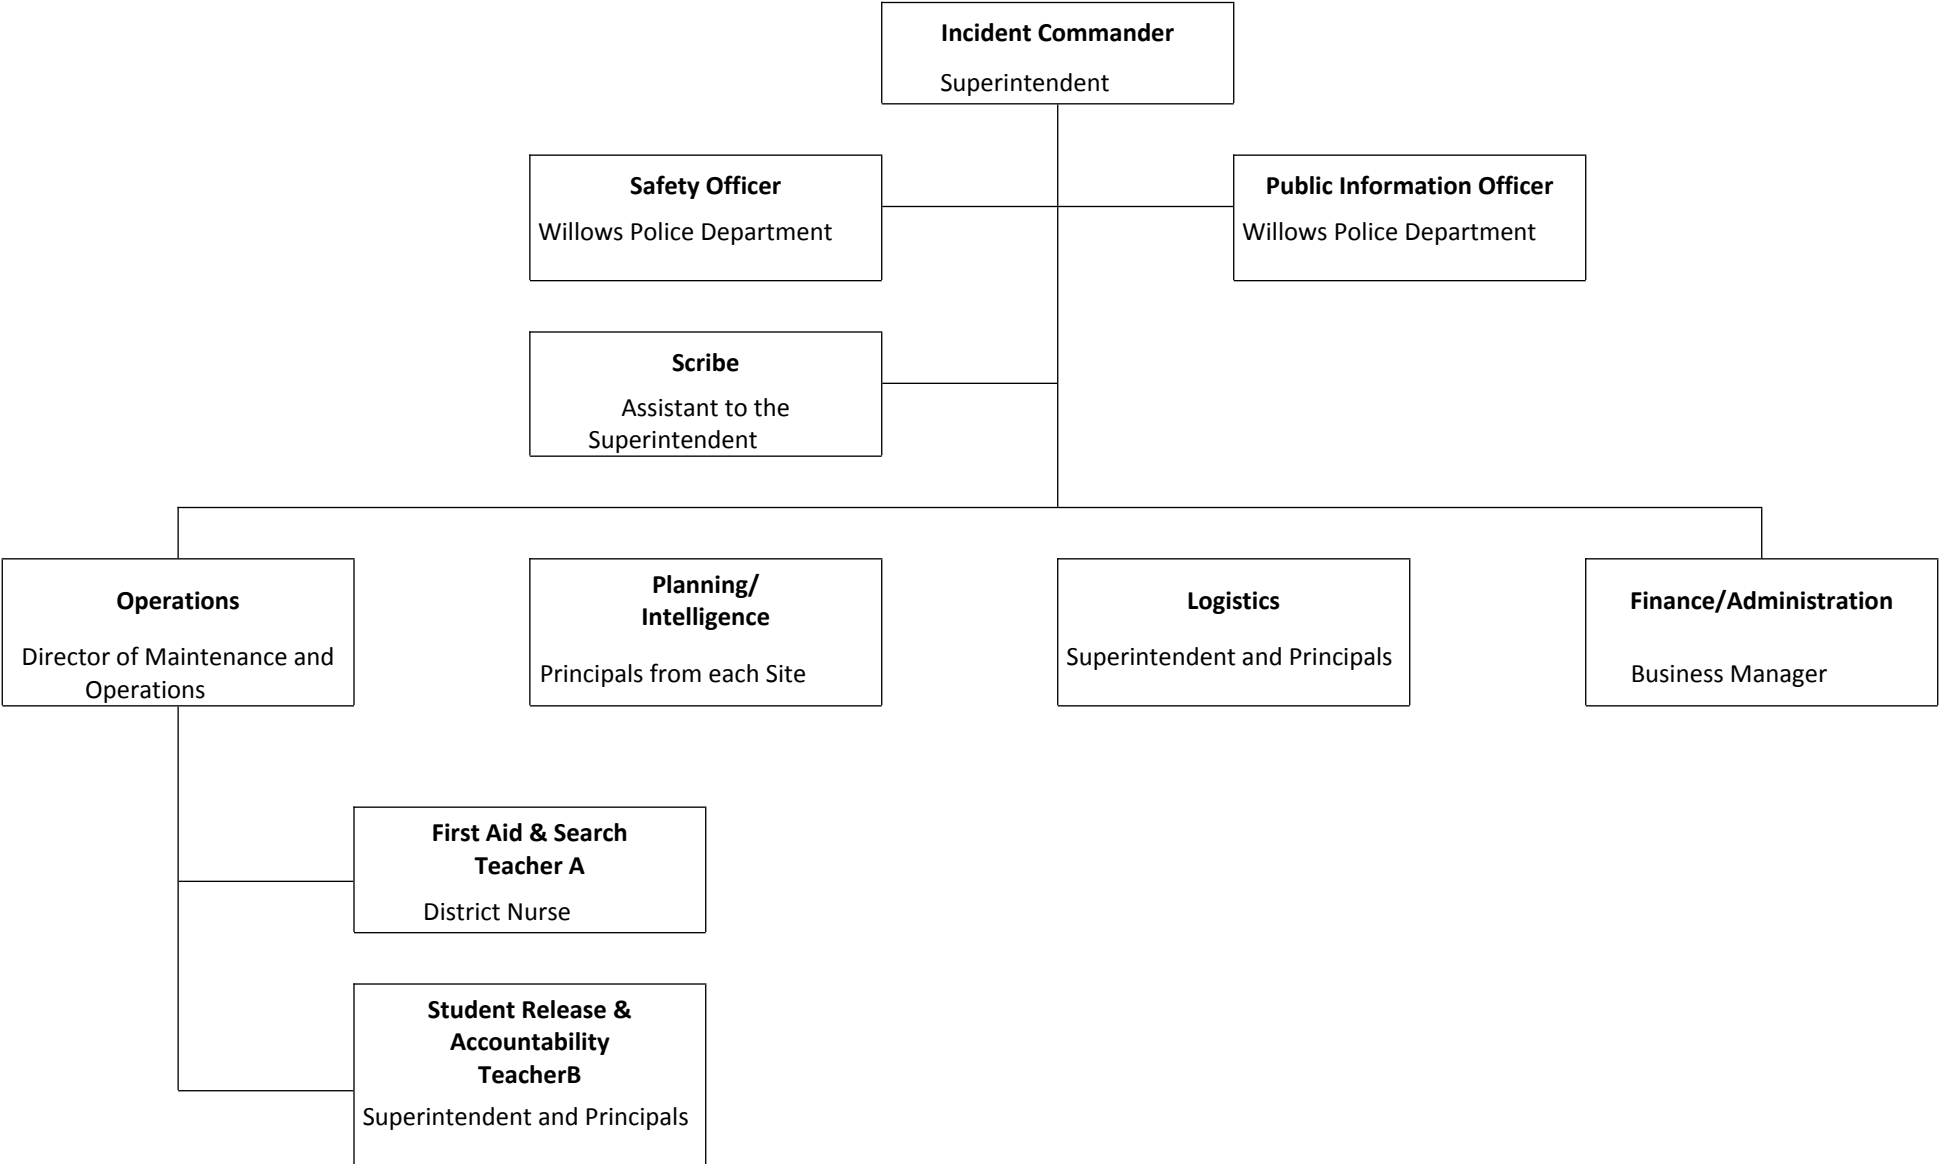 Incident Commander
Superintendent
Safety Officer
Willows Police Department
Public Information Officer
Willows Police Department
Scribe
Assistant to the
Superintendent
Operations
Director of Maintenance and
Operations
Planning/
Intelligence
Principals from each Site
Logistics
Superintendent and Principals
Finance/Administration
Business Manager
First Aid & Search
Teacher A
District Nurse
Student Release &
Accountability
TeacherB
Superintendent and Principals